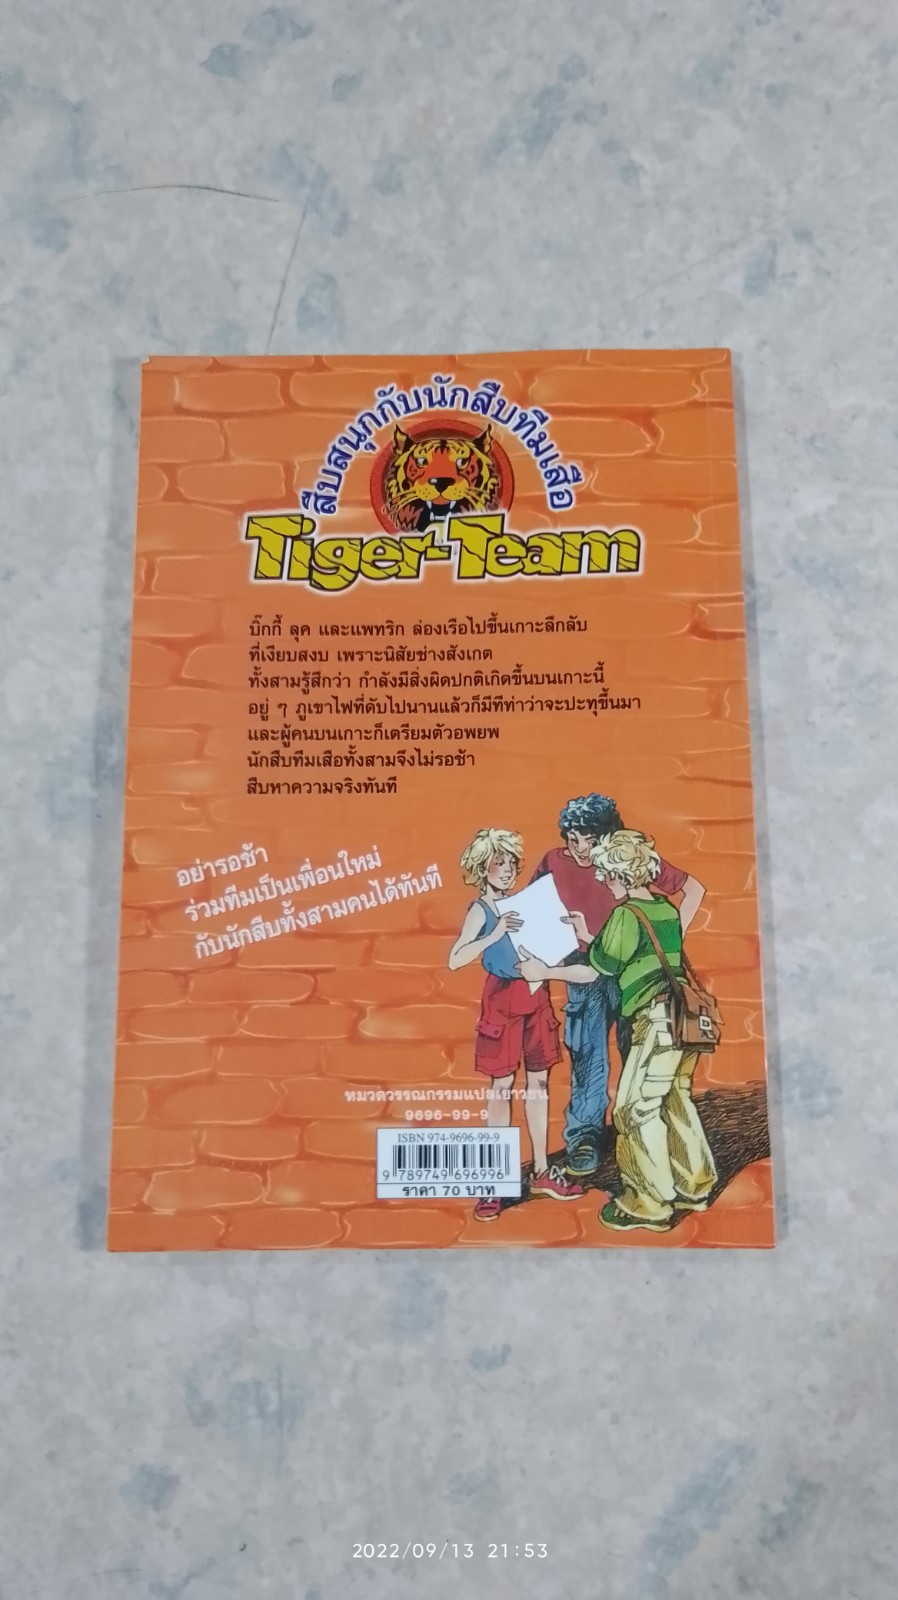 สืบสนุกกับนักสืบทีมเสือ
Tiger-Team
บิ๊กกี้ ลุค และแพทริก ล่องเรือไปขึ้นเกาะลึกลับ
ที่เงียบสงบ เพราะนิสัยช่างสังเกต
ทั้งสามรู้สึกว่า กำลังมีสิ่งผิดปกติเกิดขึ้นบนเกาะนี้
อยู่ ๆ ภูเขาไฟที่ดับไปนานแล้วก็มีทีท่าว่าจะปะทุขึ้นมา
และผู้คนบนเกาะก็เตรียมตัวอพยพ
นักสืบทีมเสือทั้งสามจึงไม่รอช้า
สืบหาความจริงทันที
อย่ารอช้า
ร่วมทีมเป็นเพื่อนใหม่
กับนักสืบทั้งสามคนได้ทันที
หมวดวรรณกรรมแปลเยาวชน
9696-99-9
ISBN 974-9696-99-9
9 789749 696996
ราคา 70 บาท
2022/09/13 21:53